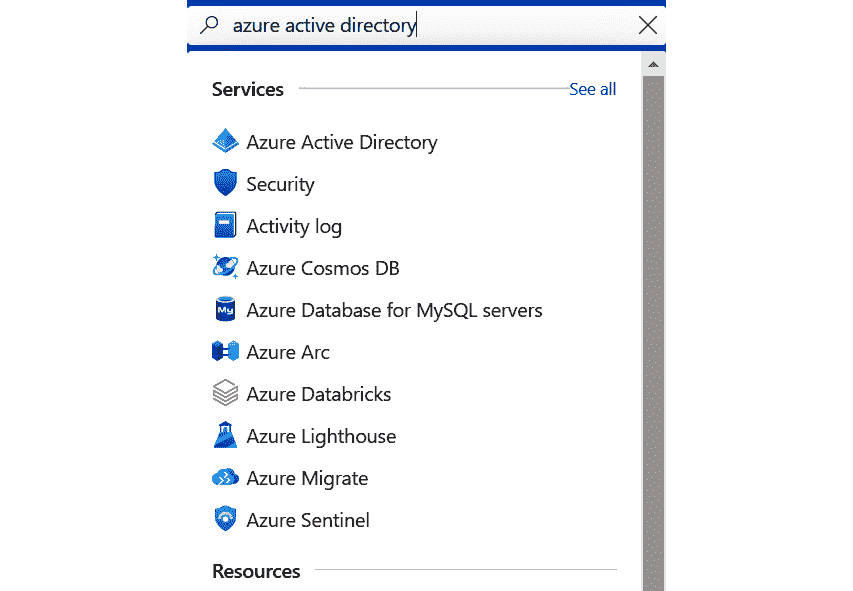 azure active directory
Services
See all
Azure Active Directory
Security
Activity log
Azure Cosmos DB
My
Azure Database for MySQL servers
Azure Arc
Azure Databricks
Azure Lighthouse
Azure Migrate
Azure Sentinel
Resources